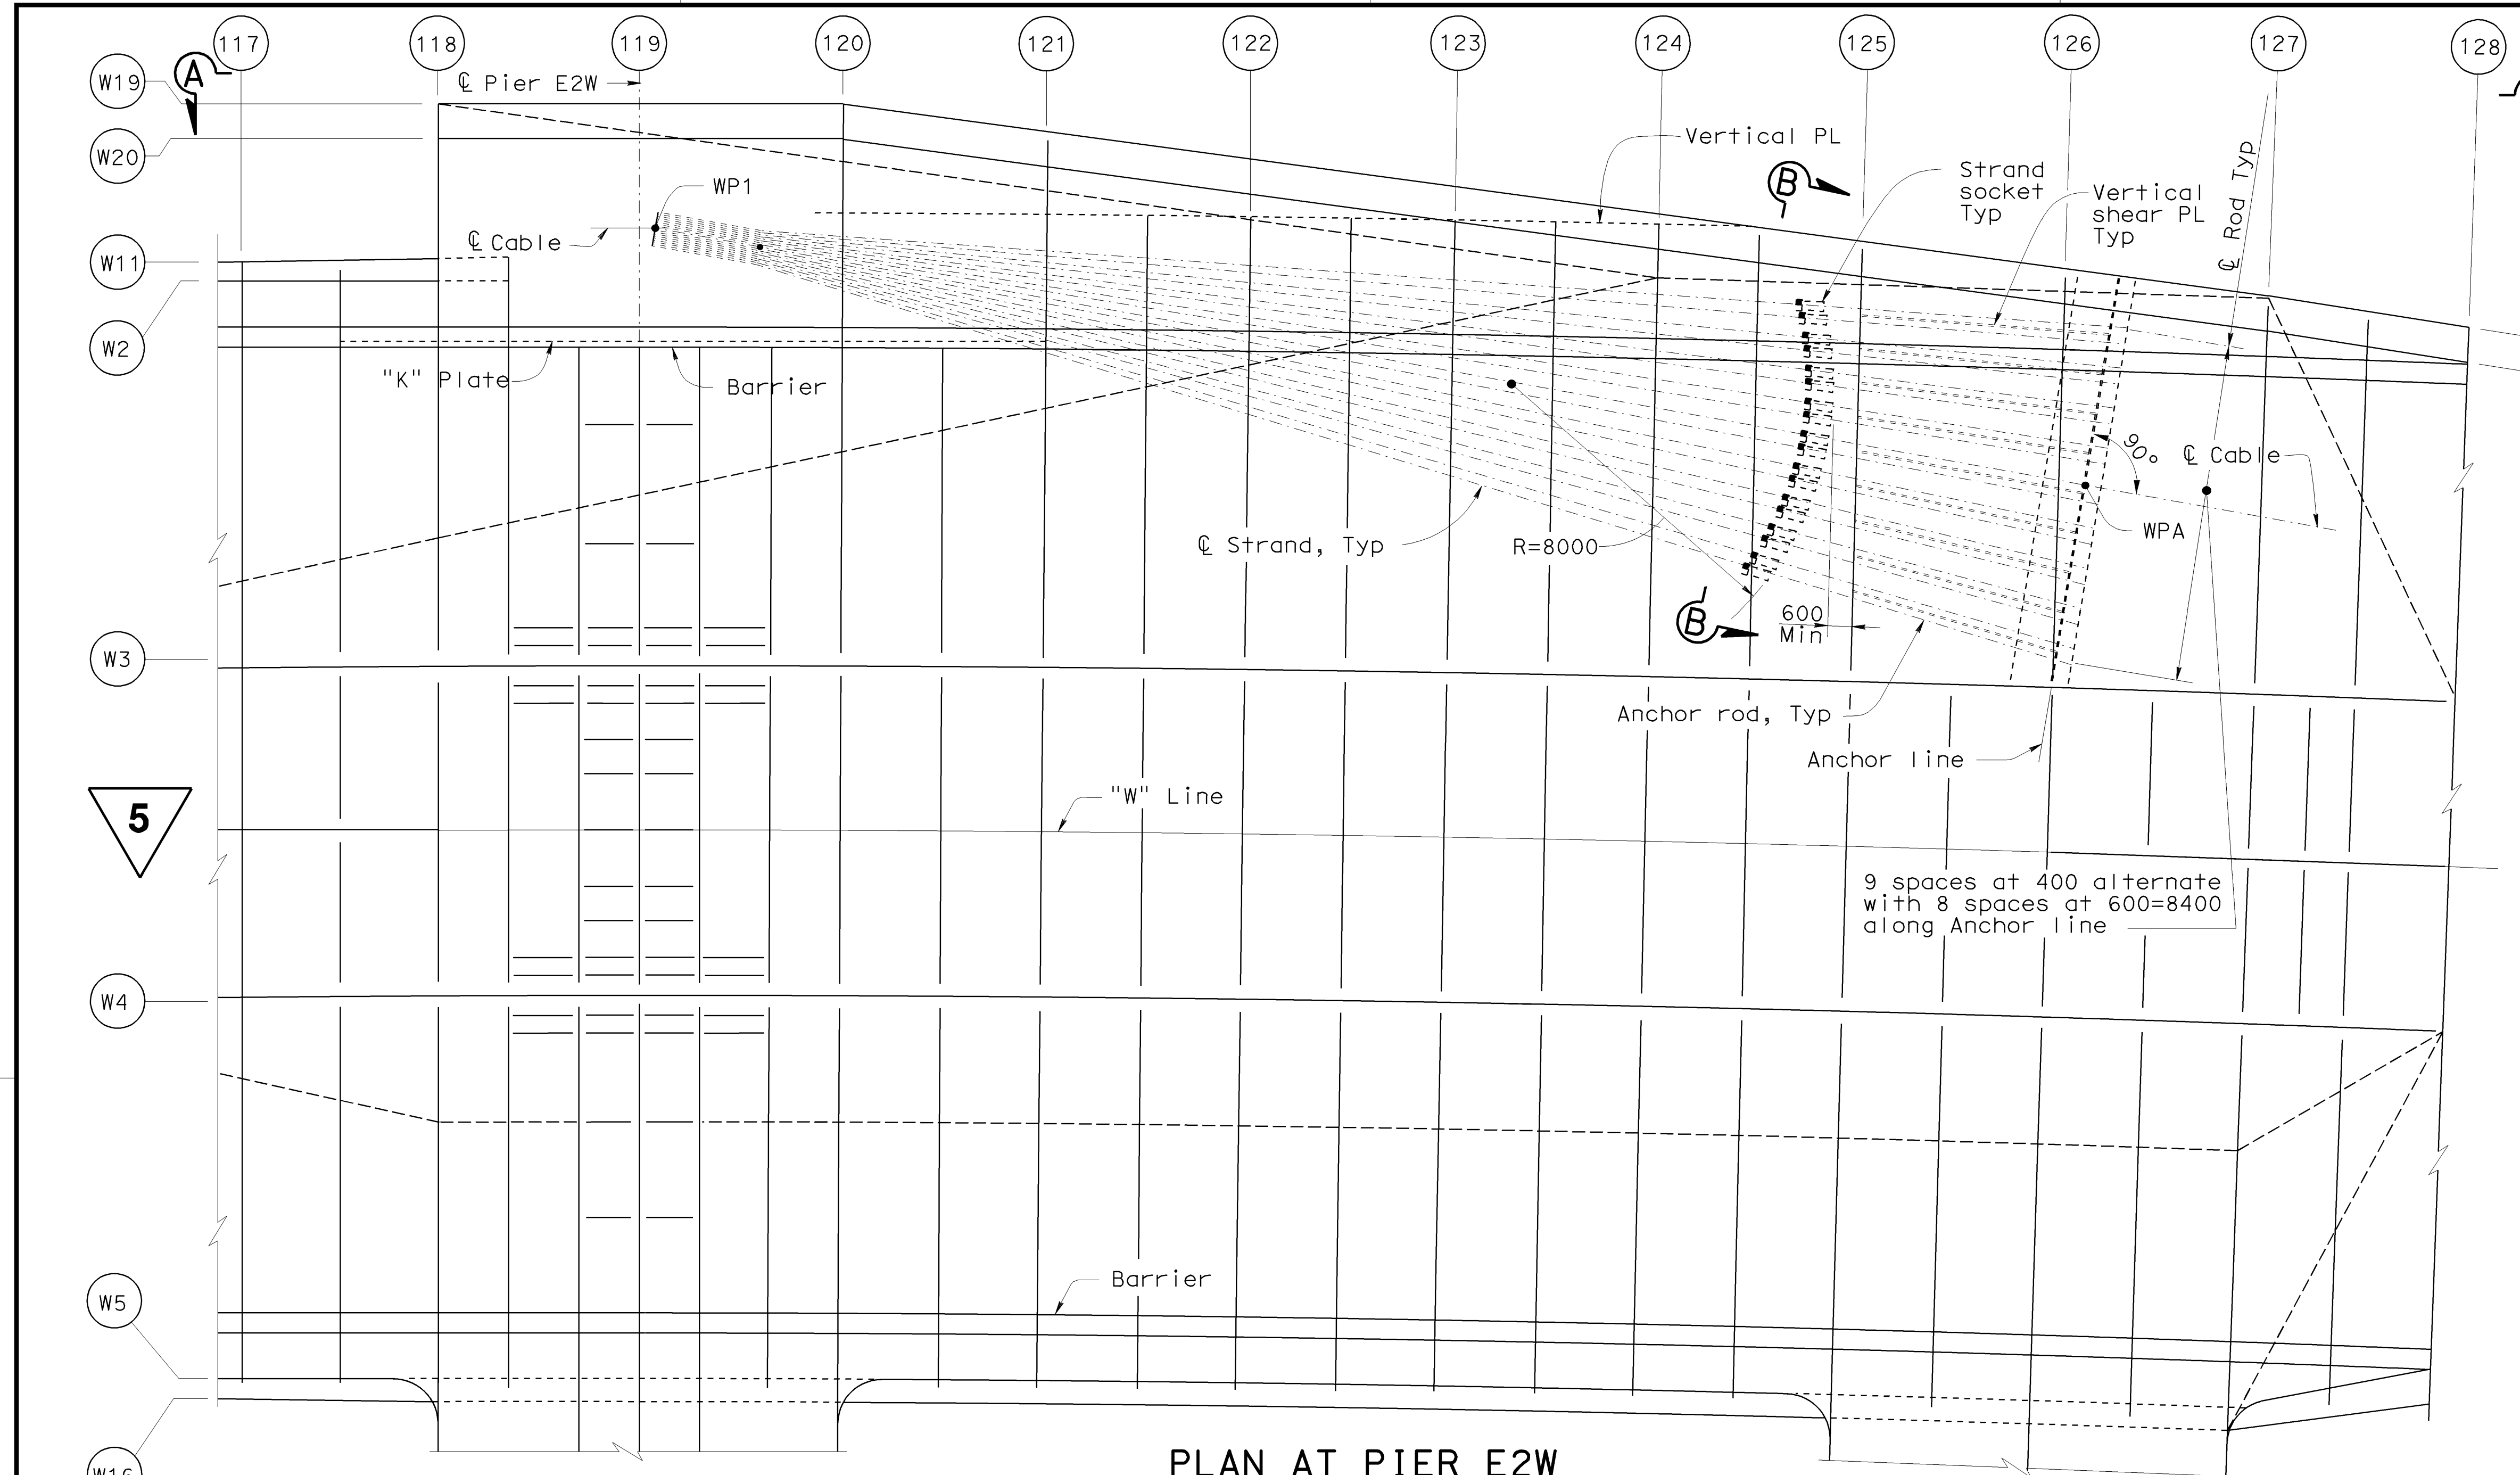 117 118 119 120 121 122 123 124 125 126 127 128
W19
A
℄ Pier E2W
W20
WP1
Vertical PL
B
Strand
socket
Typ
Vertical
shear PL
Typ
℄ Rod Typ
℄ Cable
W11
W2
"K" Plate
Barrier
90°
℄ Cable
WPA
℄ Strand, Typ
R=8000
B
600
Min
W3
Anchor rod, Typ
Anchor line
5
"W" Line
9 spaces at 400 alternate
with 8 spaces at 600=8400
along Anchor line
W4
Barrier
W5
W16
PLAN AT PIER E2W